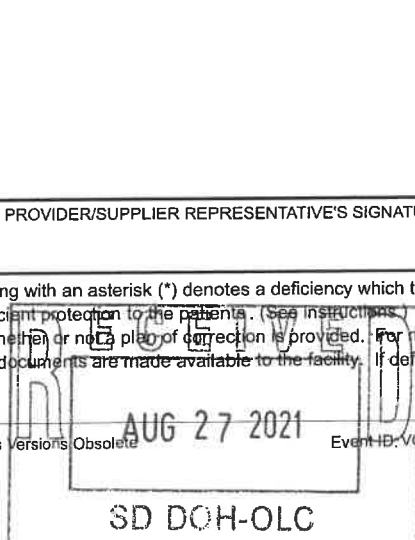 PROVIDER/SUPPLIER REPRESENTATIVE'S SIGNATU
ng with an asterisk (*) denotes a deficiency which t
cient protection to the patients. (See instructions.)
hether or not a plan of correction is provided. For n
documents are made available to the facility. If def
RECEIVED
s Versions Obsolete
Event ID: V
AUG 27 2021
SD DOH-OLC